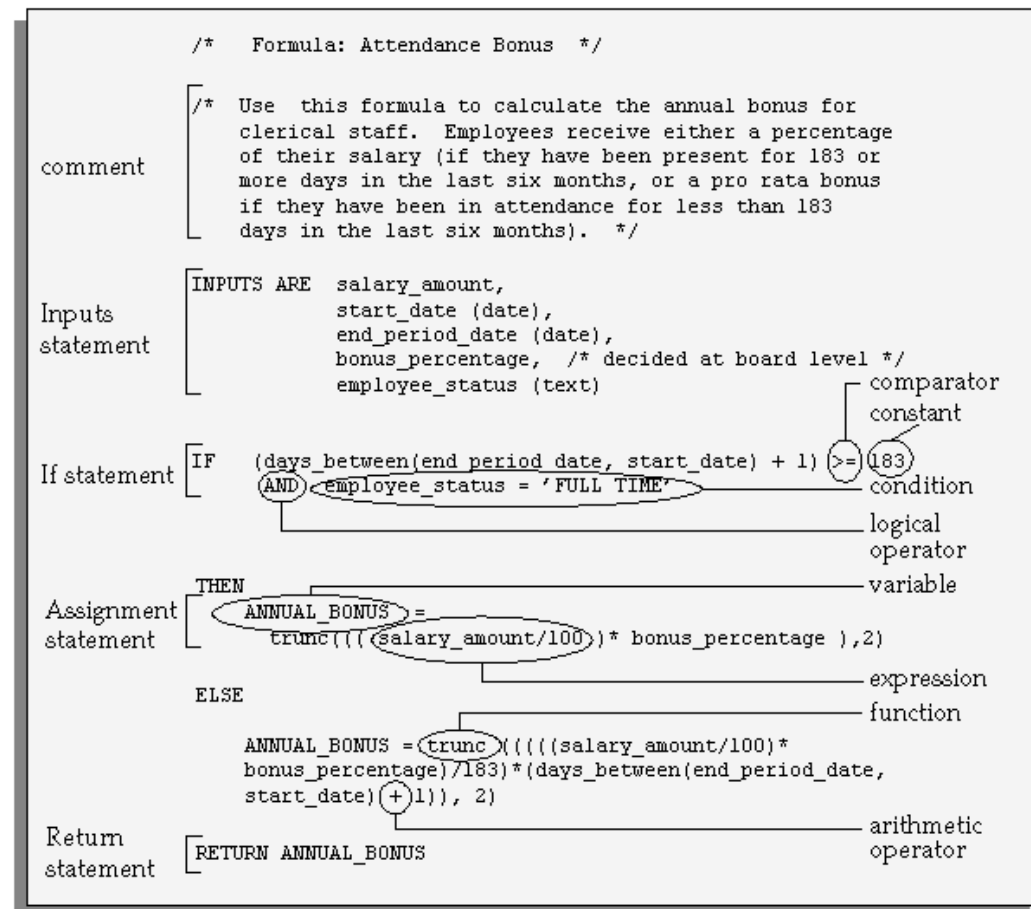 /*   Formula: Attendance Bonus  */
comment
/*  Use  this formula to calculate the annual bonus for
clerical staff.  Employees receive either a percentage
of their salary (if they have been present for 183 or
more days in the last six months, or a pro rata bonus
if they have been in attendance for less than 183
days in the last six months).  */
Inputs
statement
INPUTS ARE  salary_amount,
start_date (date),
end_period_date (date),
bonus_percentage,  /* decided at board level */
employee_status (text)
comparator
constant
If statement
IF   (days_between(end_period_date, start_date) + 1) >= 183
AND employee_status = 'FULL TIME'
condition
logical
operator
THEN
variable
Assignment
statement
ANNUAL_BONUS =
trunc(((salary_amount/100)* bonus_percentage ),2)
expression
ELSE
function
ANNUAL_BONUS = trunc (((((salary_amount/100)*
bonus_percentage)/183)*(days_between(end_period_date,
start_date) + 1)), 2)
arithmetic
operator
Return
statement
RETURN ANNUAL_BONUS